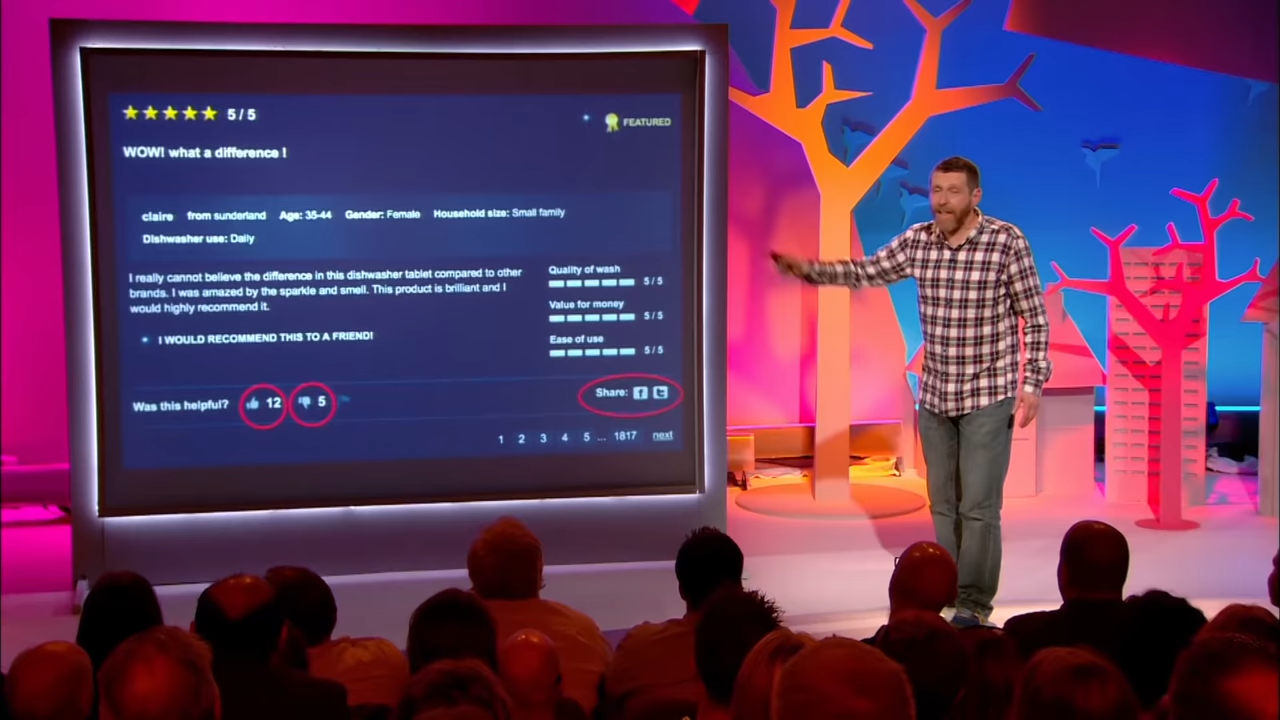 5 / 5
FEATURED
WOW! what a difference !
claire from sunderland Age: 35-44 Gender: Female Household size: Small family
Dishwasher use: Daily
I really cannot believe the difference in this dishwasher tablet compared to other
brands. I was amazed by the sparkle and smell. This product is brilliant and I
would highly recommend it.
Quality of wash
5 / 5
Value for money
5 / 5
Ease of use
5 / 5
I WOULD RECOMMEND THIS TO A FRIEND!
Was this helpful? 12 5
Share: f t
1 2 3 4 5 ... 1817 next